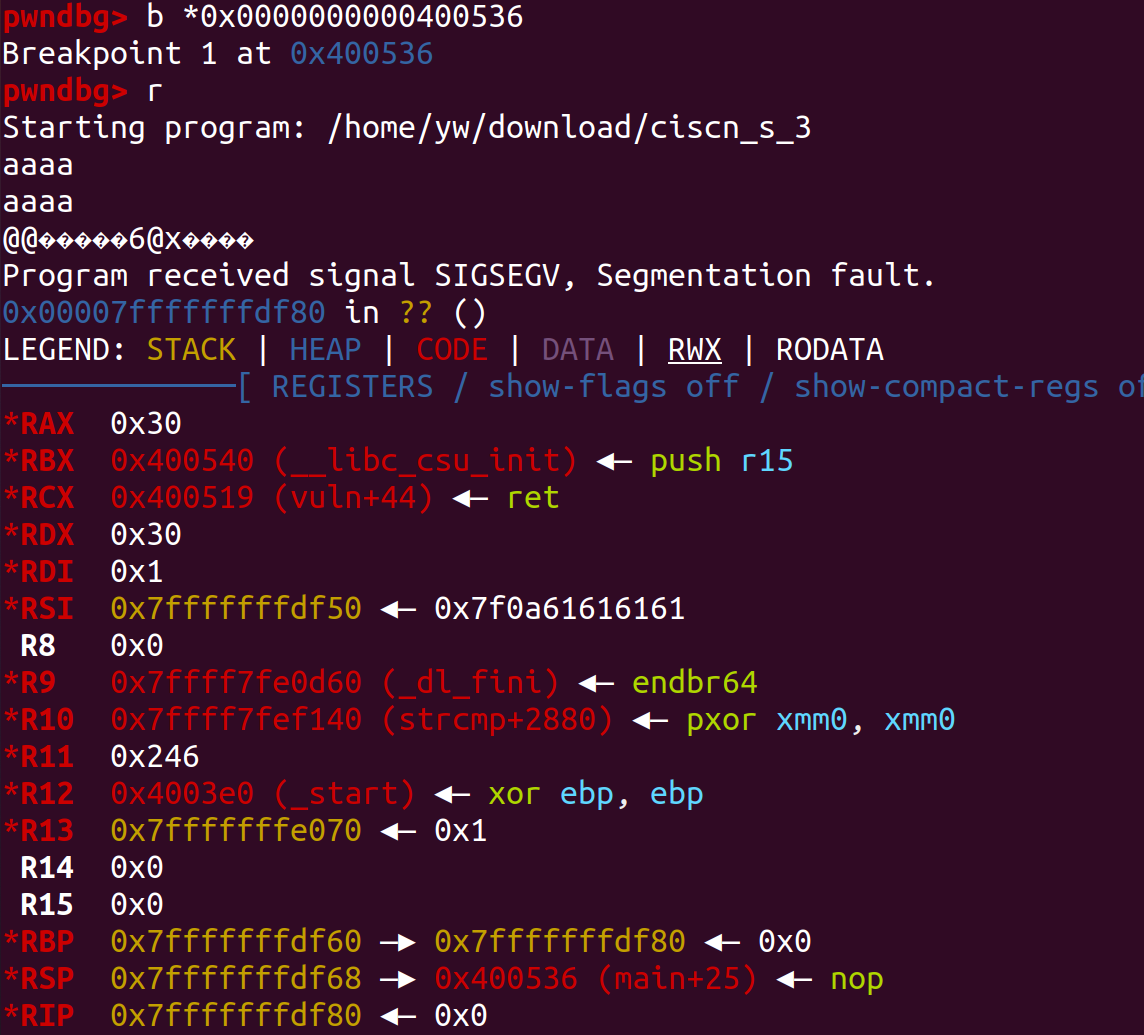 pwndbg> b *0x0000000000400536
Breakpoint 1 at 0x400536
pwndbg> r
Starting program: /home/yw/download/ciscn_s_3
aaaa
aaaa
@@�����6@x����
Program received signal SIGSEGV, Segmentation fault.
0x00007fffffffdf80 in ?? ()
LEGEND: STACK | HEAP | CODE | DATA | RWX | RODATA
───────────────[ REGISTERS / show-flags off / show-compact-regs of
*RAX  0x30
*RBX  0x400540 (__libc_csu_init) ◂— push r15
*RCX  0x400519 (vuln+44) ◂— ret
*RDX  0x30
*RDI  0x1
*RSI  0x7fffffffdf50 ◂— 0x7f0a61616161
 R8   0x0
*R9   0x7ffff7fe0d60 (_dl_fini) ◂— endbr64
*R10  0x7ffff7fef140 (strcmp+2880) ◂— pxor xmm0, xmm0
*R11  0x246
*R12  0x4003e0 (_start) ◂— xor ebp, ebp
*R13  0x7fffffffe070 ◂— 0x1
 R14  0x0
 R15  0x0
*RBP  0x7fffffffdf60 —▸ 0x7fffffffdf80 ◂— 0x0
*RSP  0x7fffffffdf68 —▸ 0x400536 (main+25) ◂— nop
*RIP  0x7fffffffdf80 ◂— 0x0